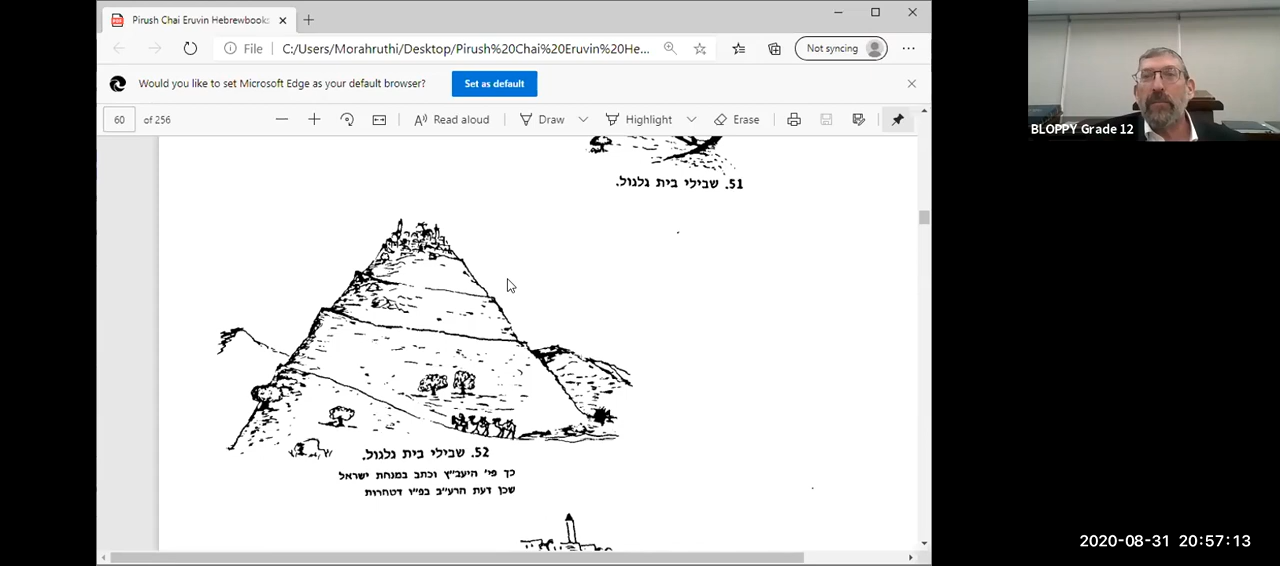 Pirush Chai Eruvin Hebrewbooks
File C:/Users/Morahruthi/Desktop/Pirush%20Chai%20Eruvin%20He...
Not syncing
Would you like to set Microsoft Edge as your default browser?
Set as default
60 of 256
Read aloud
Draw
Highlight
Erase
BLOPPY Grade 12
51. שבילי בית גלגול.
52. שבילי בית גלגול.
כך פי' היעב"ץ וכתב במנחת ישראל
שכן דעת הרע"ב בפ"ו דטהרות
2020-08-31 20:57:13